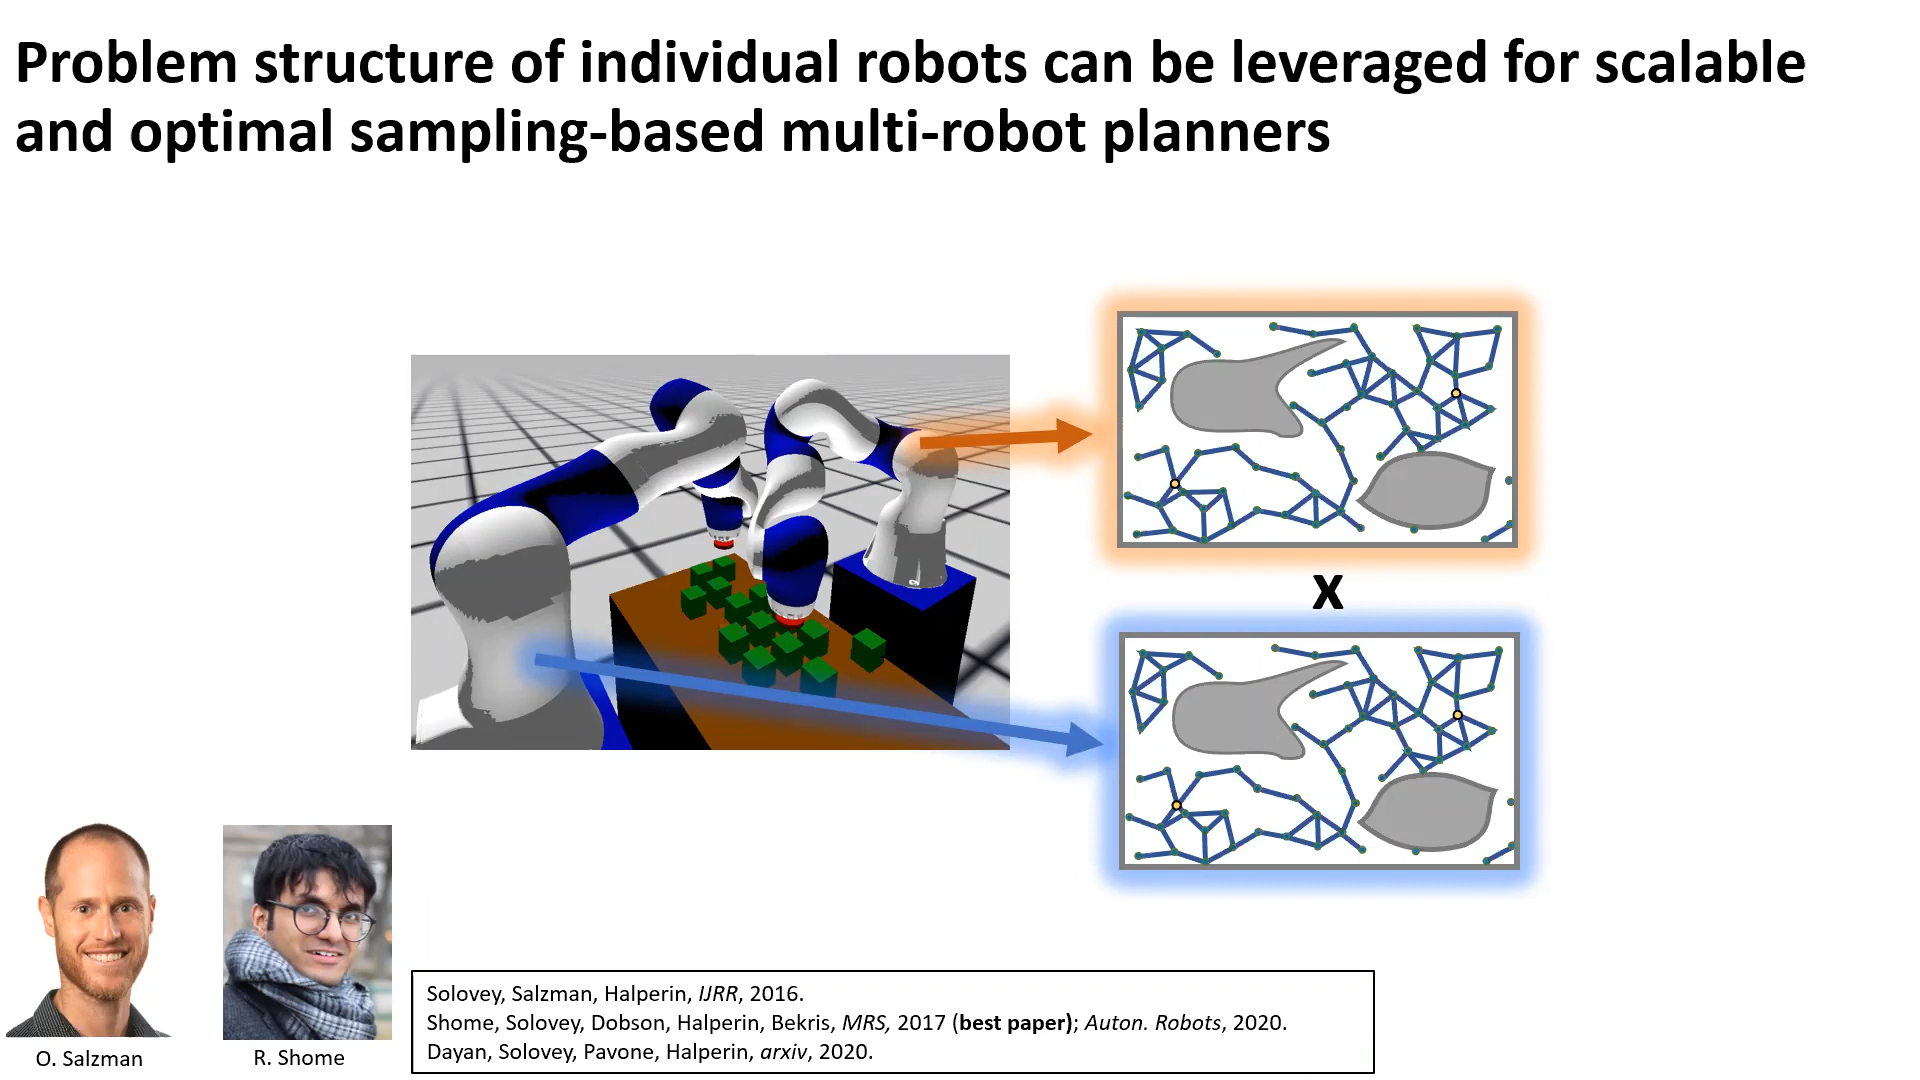 Problem structure of individual robots can be leveraged for scalable
and optimal sampling-based multi-robot planners
x
O. Salzman
R. Shome
Solovey, Salzman, Halperin, IJRR, 2016.
Shome, Solovey, Dobson, Halperin, Bekris, MRS, 2017 (best paper); Auton. Robots, 2020.
Dayan, Solovey, Pavone, Halperin, arxiv, 2020.